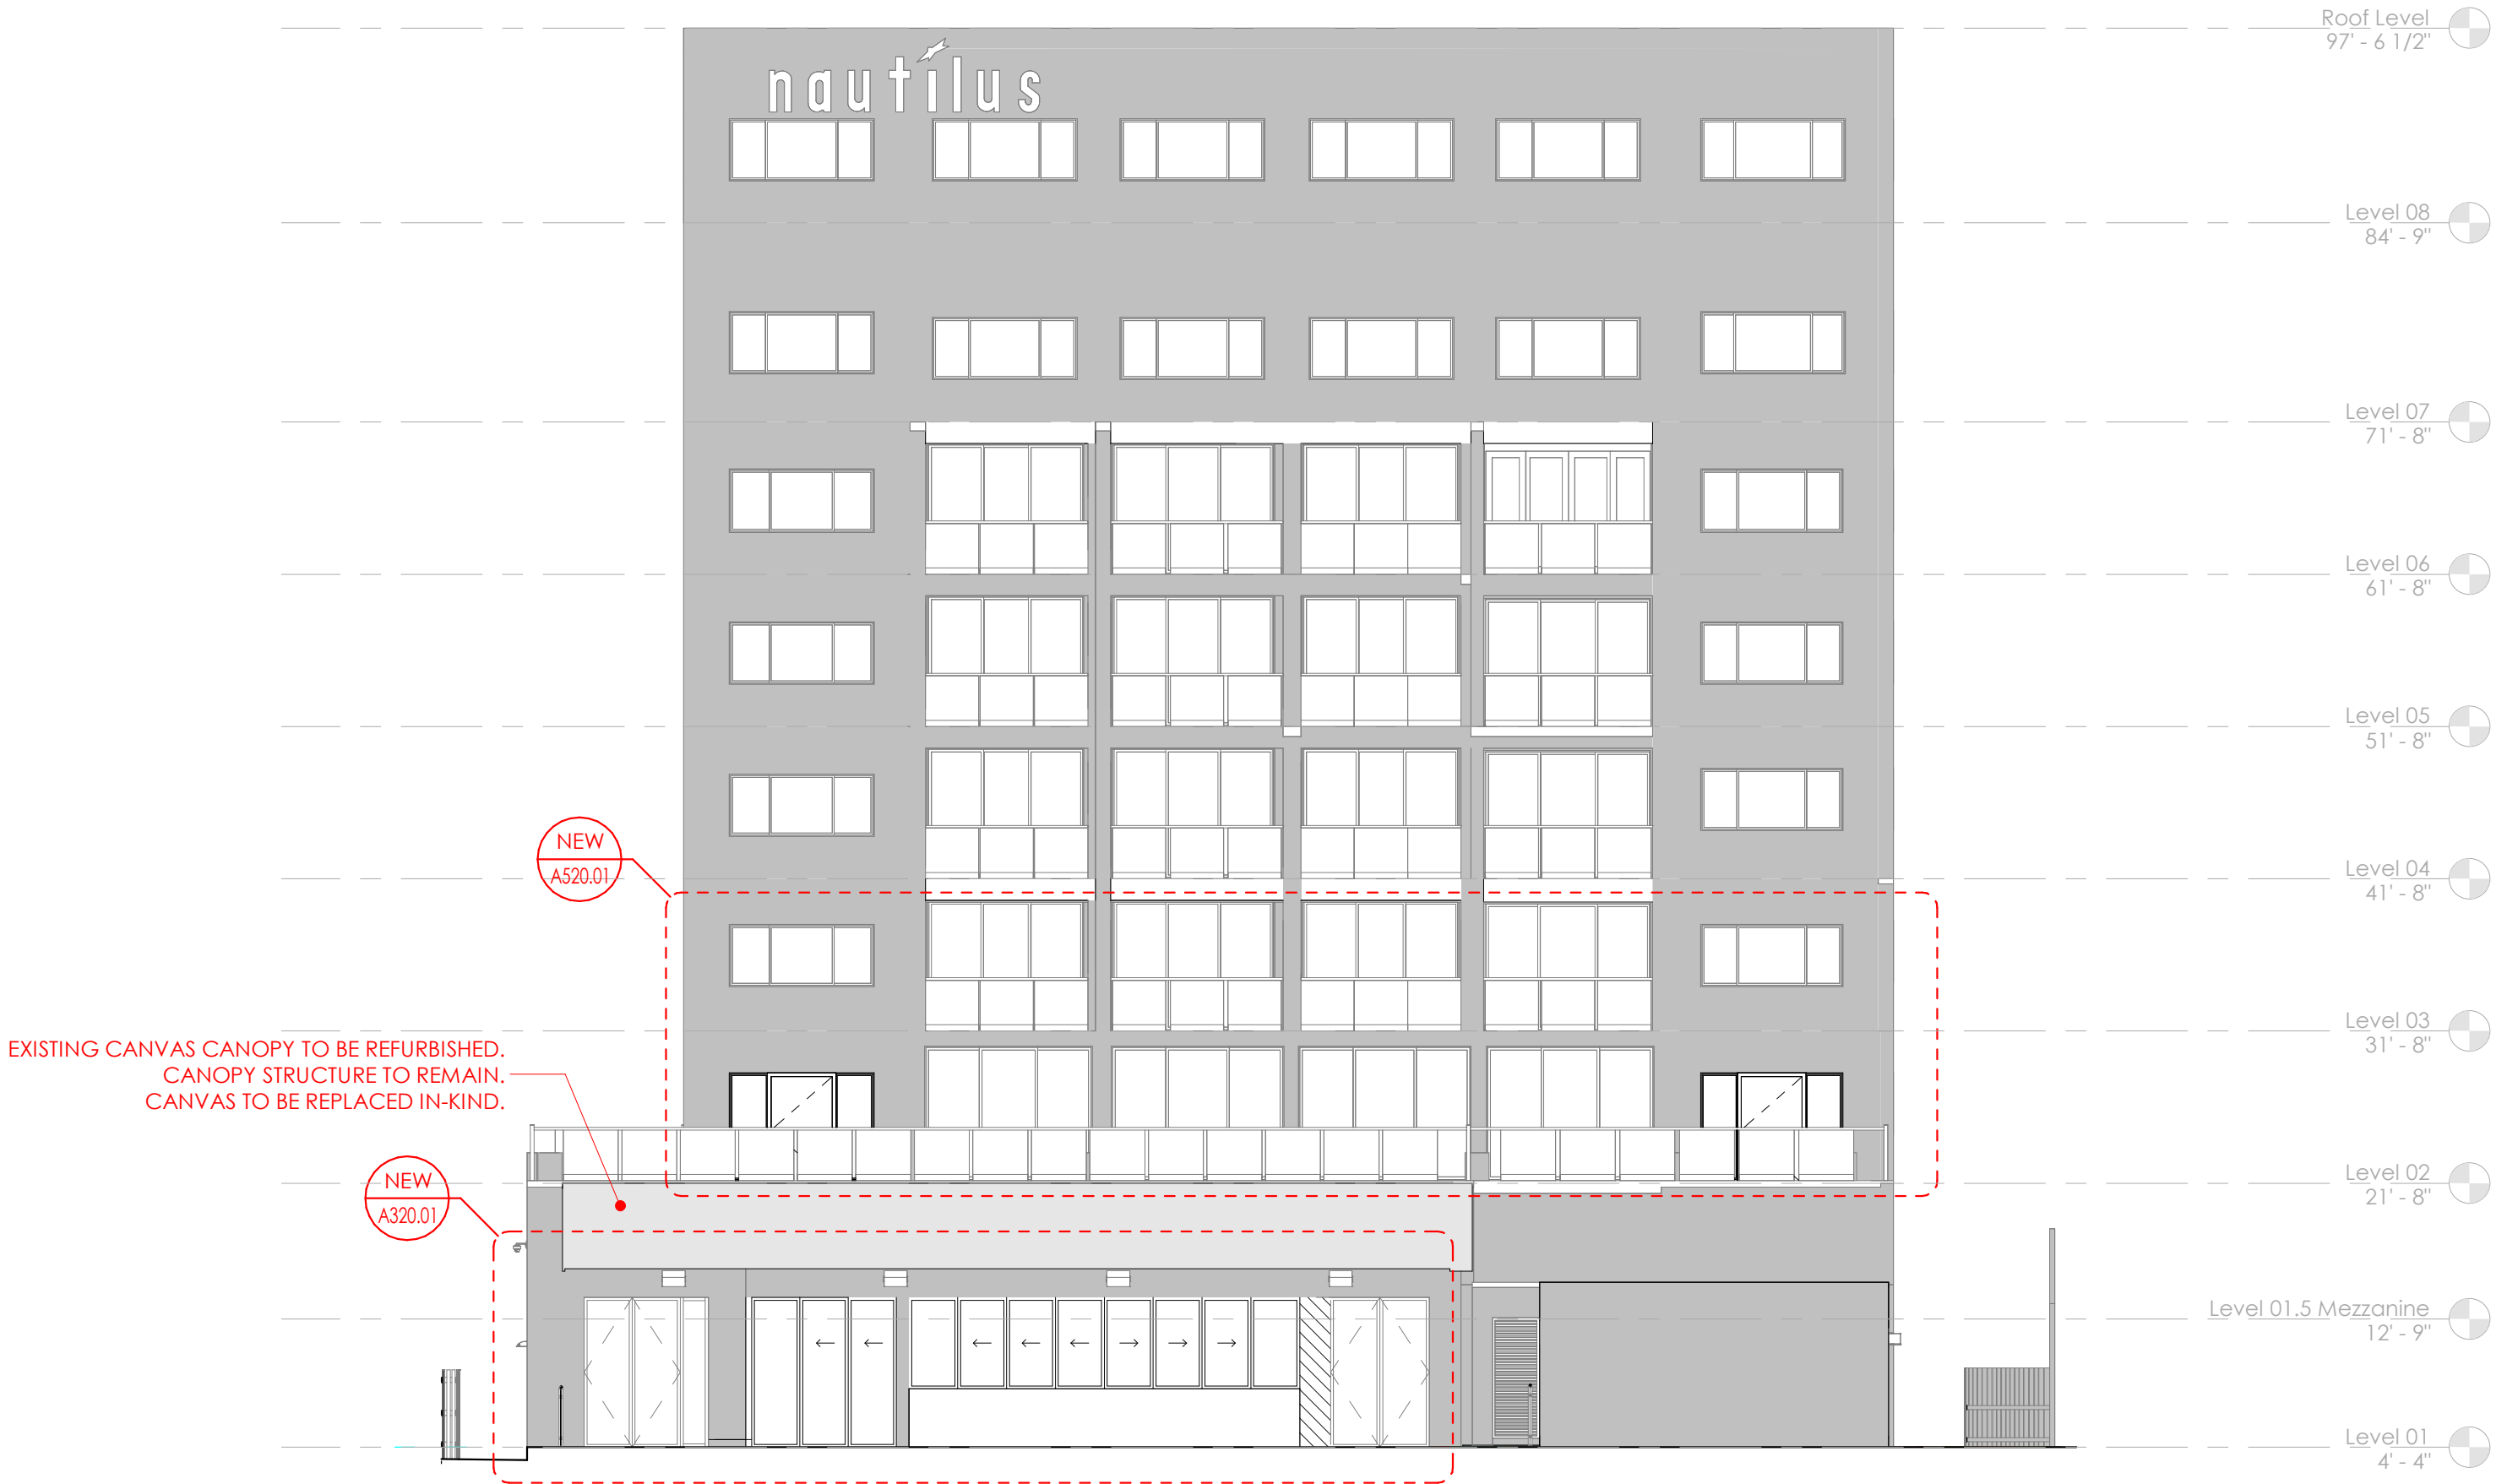 Roof Level
97' - 6 1/2"
nautilus
Level 08
84' - 9"
Level 07
71' - 8"
Level 06
61' - 8"
Level 05
51' - 8"
NEW
A520.01
Level 04
41' - 8"
EXISTING CANVAS CANOPY TO BE REFURBISHED.
CANOPY STRUCTURE TO REMAIN.
CANVAS TO BE REPLACED IN-KIND.
Level 03
31' - 8"
NEW
A320.01
Level 02
21' - 8"
Level 01.5 Mezzanine
12' - 9"
Level 01
4' - 4"